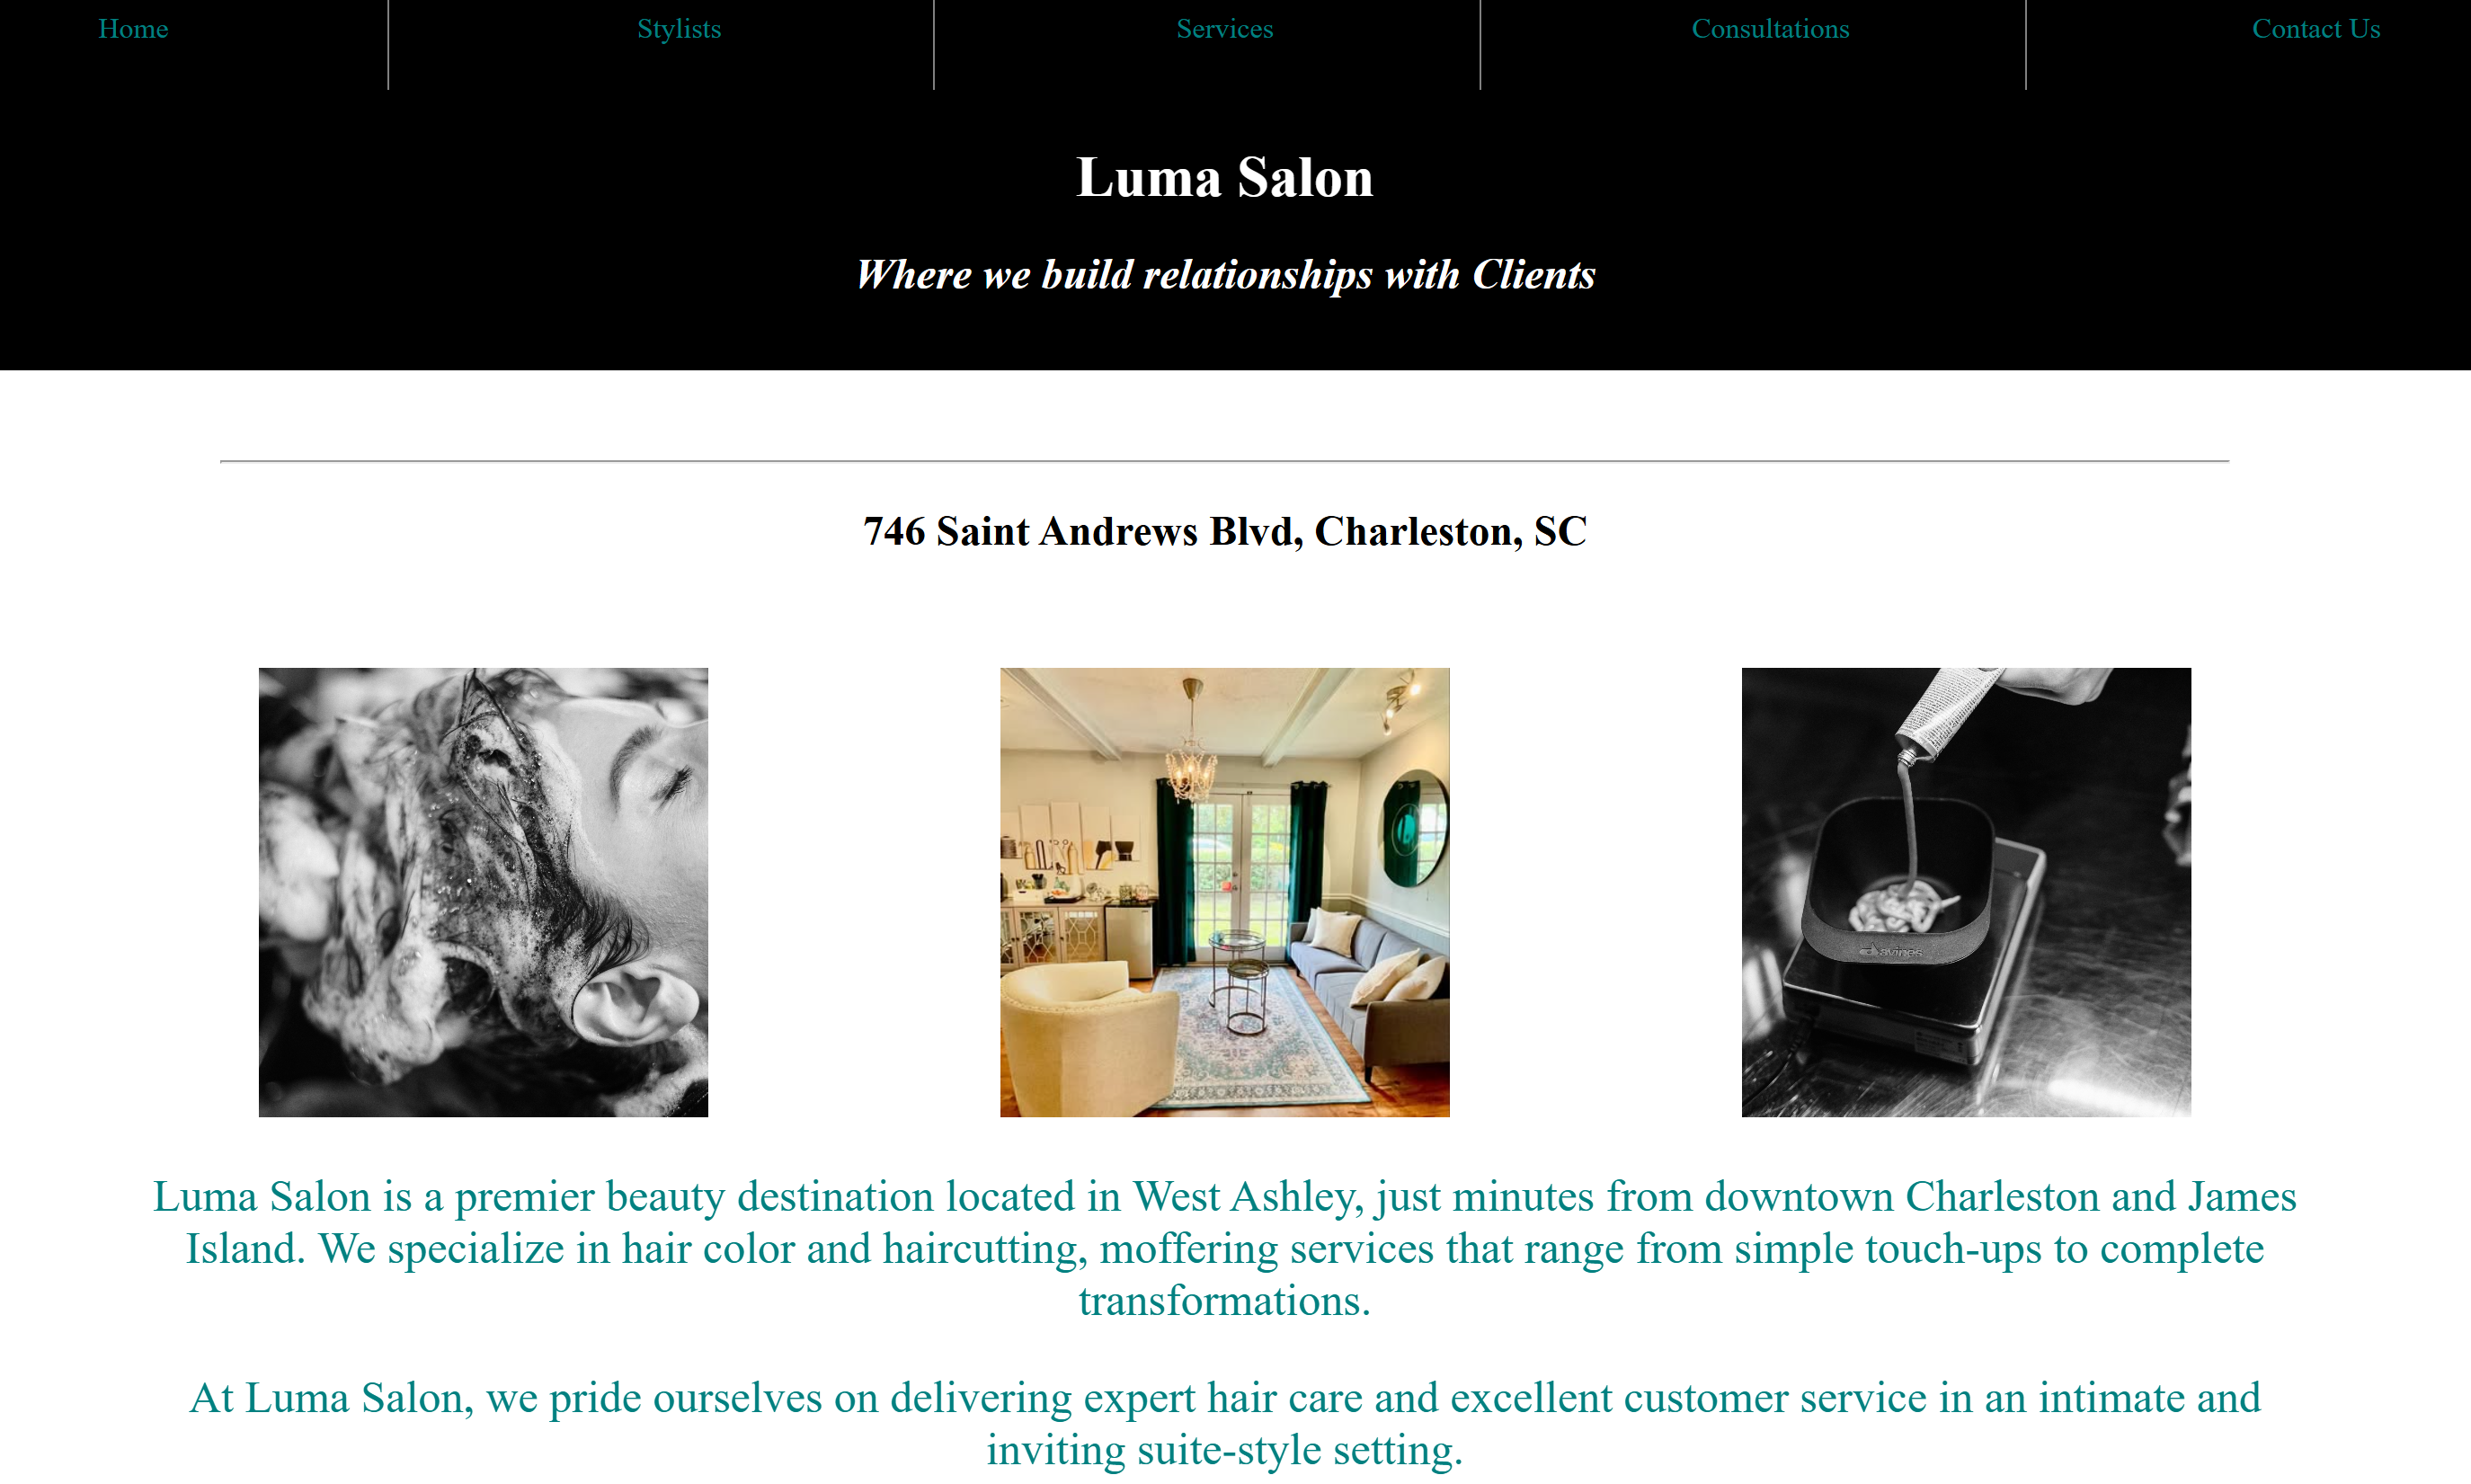 Home Stylists Services Consultations Contact Us
Luma Salon
Where we build relationships with Clients
746 Saint Andrews Blvd, Charleston, SC
davines
Luma Salon is a premier beauty destination located in West Ashley, just minutes from downtown Charleston and James
Island. We specialize in hair color and haircutting, moffering services that range from simple touch-ups to complete
transformations.
At Luma Salon, we pride ourselves on delivering expert hair care and excellent customer service in an intimate and
inviting suite-style setting.